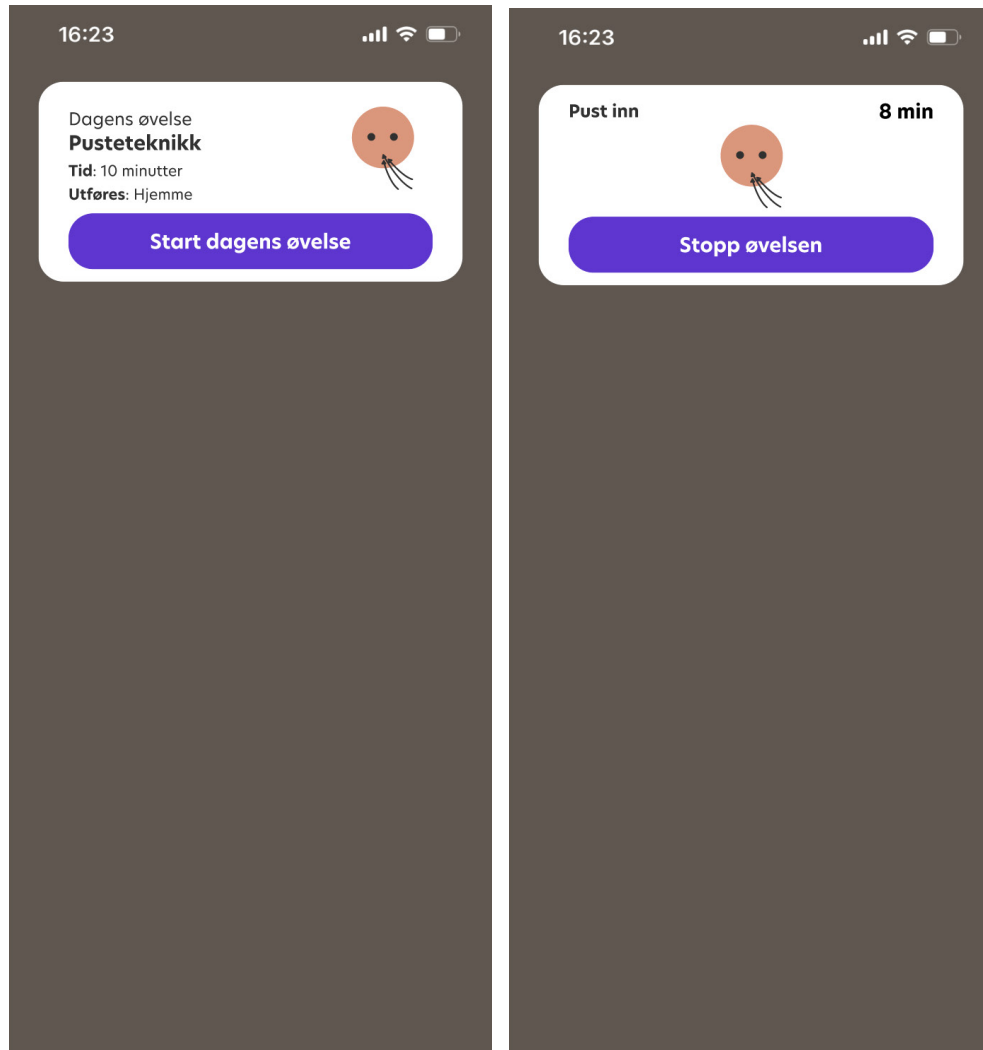 16:23
Dagens øvelse
Pusteteknikk
Tid: 10 minutter
Utføres: Hjemme
Start dagens øvelse
16:23
Pust inn
8 min
Stopp øvelsen